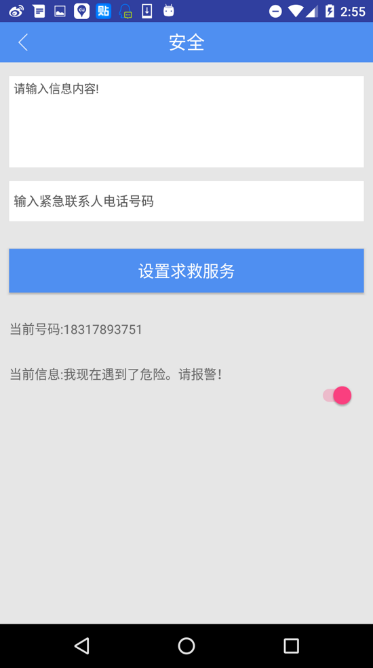 贴
2:55
安全
请输入信息内容!
输入紧急联系人电话号码
设置求救服务
当前号码:18317893751
当前信息:我现在遇到了危险。请报警!